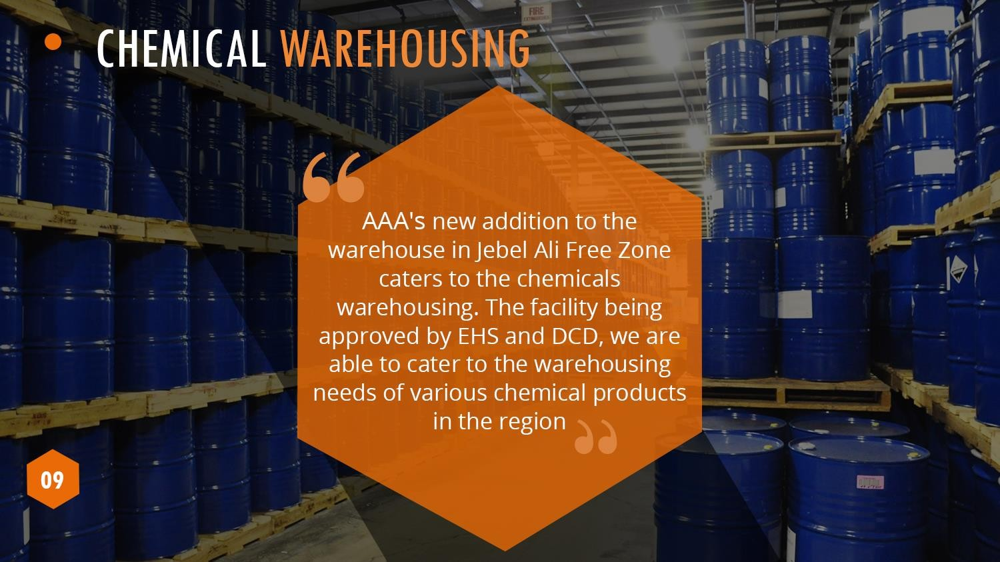 FIRE
CHEMICAL WAREHOUSING
AAA's new addition to the
warehouse in Jebel Ali Free Zone
caters to the chemicals
warehousing. The facility being
approved by EHS and DCD, we are
able to cater to the warehousing
needs of various chemical products
in the region
09